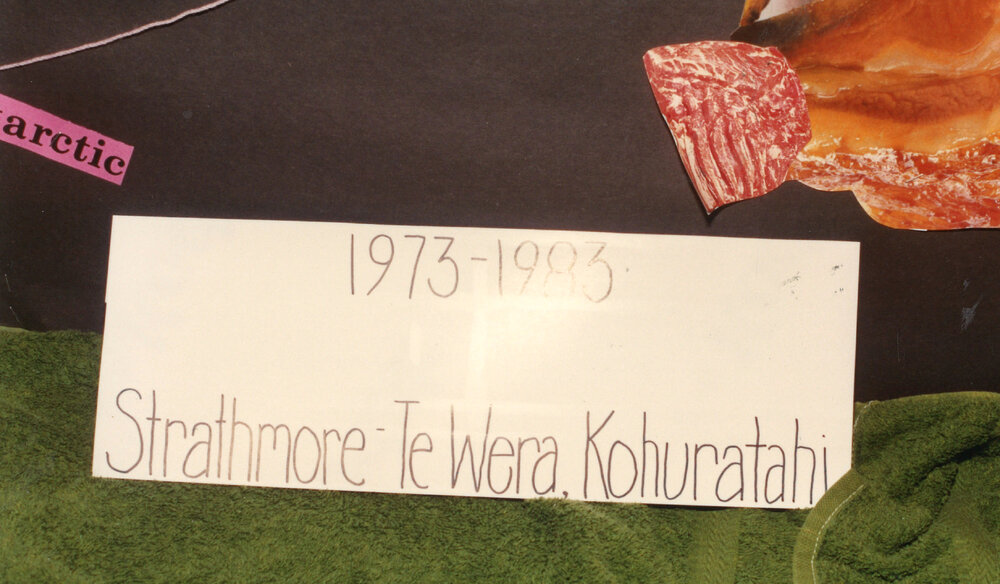 arctic
1973-1983
Strathmore-Te Wera, Kohuratahi